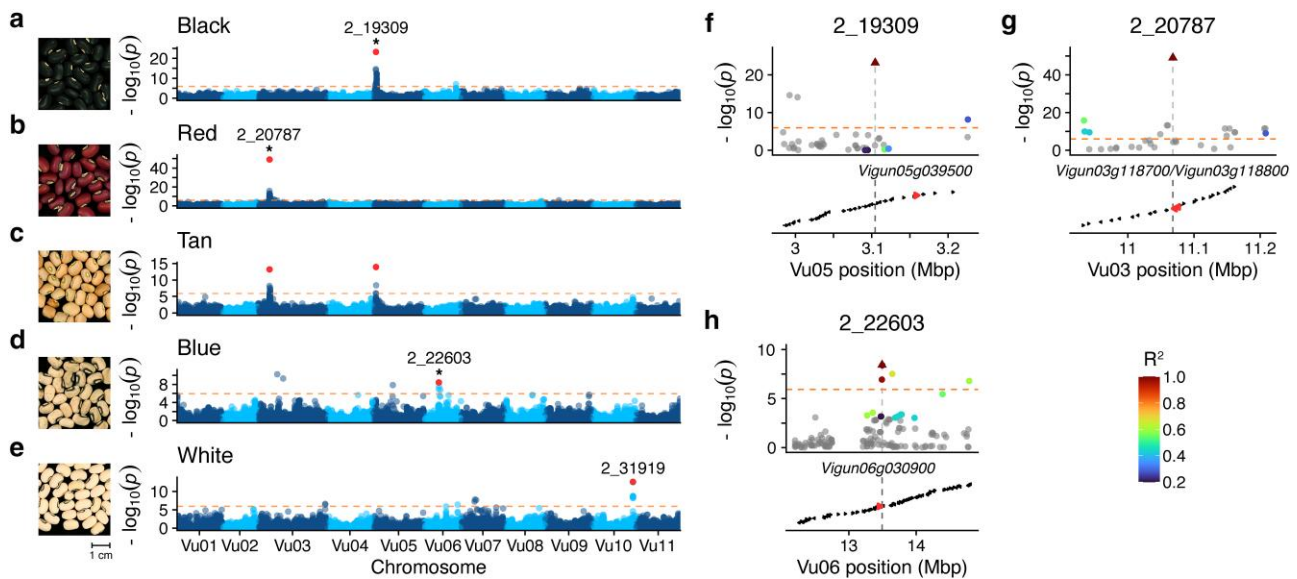 a
Black
2_19309
*
- log10(p)
20
10
0
b
Red
2_20787
*
- log10(p)
40
20
0
c
Tan
- log10(p)
15
10
5
0
d
Blue
2_22603
*
- log10(p)
8
4
0
e
White
2_31919
- log10(p)
10
5
0
1 cm
Vu01 Vu02 Vu03 Vu04 Vu05 Vu06 Vu07 Vu08 Vu09 Vu10 Vu11
Chromosome
f
2_19309
- log10(p)
20
10
0
Vigun05g039500
3 3.1 3.2
Vu05 position (Mbp)
g
2_20787
- log10(p)
40
20
0
Vigun03g118700/Vigun03g118800
11 11.1 11.2
Vu03 position (Mbp)
h
2_22603
- log10(p)
10
5
0
Vigun06g030900
13 14
Vu06 position (Mbp)
R²
1.0
0.8
0.6
0.4
0.2